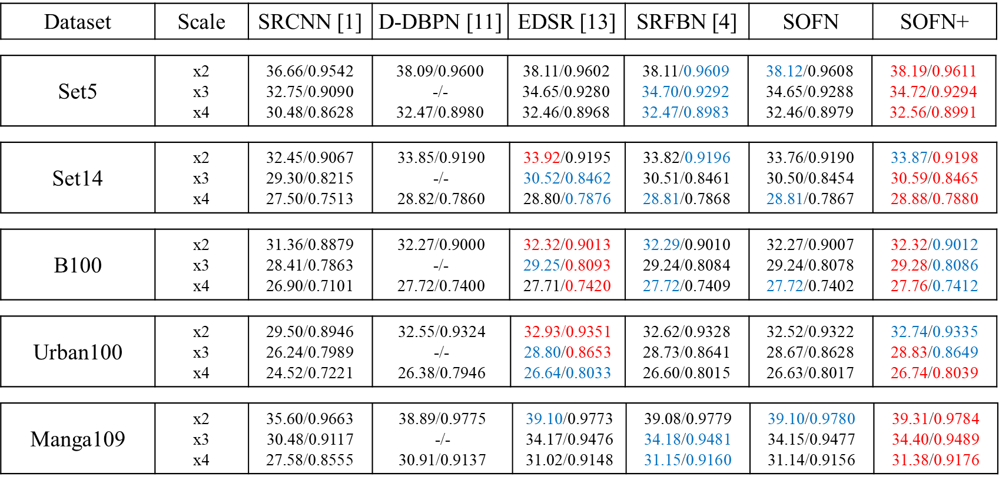 Dataset Scale SRCNN [1] D-DBPN [11] EDSR [13] SRFBN [4] SOFN SOFN+
x2 36.66/0.9542 38.09/0.9600 38.11/0.9602 38.11/0.9609 38.12/0.9608 38.19/0.9611
Set5 x3 32.75/0.9090 -/- 34.65/0.9280 34.70/0.9292 34.65/0.9288 34.72/0.9294
x4 30.48/0.8628 32.47/0.8980 32.46/0.8968 32.47/0.8983 32.46/0.8979 32.56/0.8991
x2 32.45/0.9067 33.85/0.9190 33.92/0.9195 33.82/0.9196 33.76/0.9190 33.87/0.9198
Set14 x3 29.30/0.8215 -/- 30.52/0.8462 30.51/0.8461 30.50/0.8454 30.59/0.8465
x4 27.50/0.7513 28.82/0.7860 28.80/0.7876 28.81/0.7868 28.81/0.7867 28.88/0.7880
x2 31.36/0.8879 32.27/0.9000 32.32/0.9013 32.29/0.9010 32.27/0.9007 32.32/0.9012
B100 x3 28.41/0.7863 -/- 29.25/0.8093 29.24/0.8084 29.24/0.8078 29.28/0.8086
x4 26.90/0.7101 27.72/0.7400 27.71/0.7420 27.72/0.7409 27.72/0.7402 27.76/0.7412
x2 29.50/0.8946 32.55/0.9324 32.93/0.9351 32.62/0.9328 32.52/0.9322 32.74/0.9335
Urban100 x3 26.24/0.7989 -/- 28.80/0.8653 28.73/0.8641 28.67/0.8628 28.83/0.8649
x4 24.52/0.7221 26.38/0.7946 26.64/0.8033 26.60/0.8015 26.63/0.8017 26.74/0.8039
x2 35.60/0.9663 38.89/0.9775 39.10/0.9773 39.08/0.9779 39.10/0.9780 39.31/0.9784
Manga109 x3 30.48/0.9117 -/- 34.17/0.9476 34.18/0.9481 34.15/0.9477 34.40/0.9489
x4 27.58/0.8555 30.91/0.9137 31.02/0.9148 31.15/0.9160 31.14/0.9156 31.38/0.9176